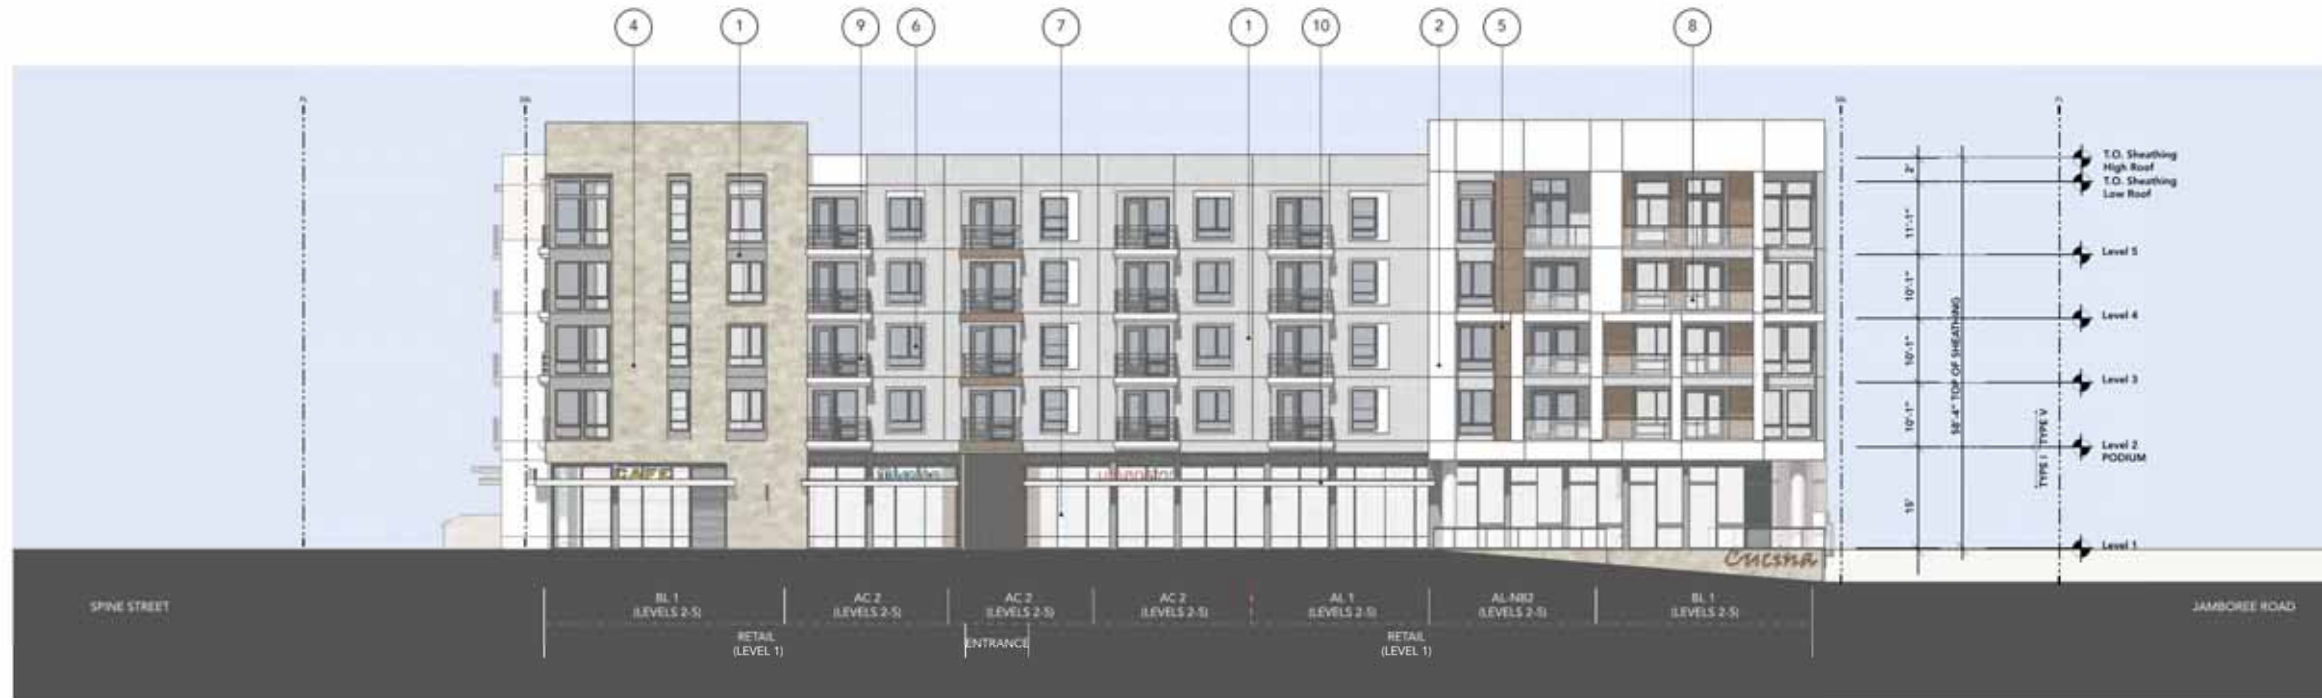 4
1
9
6
7
1
10
2
5
8
T.O. Sheathing
High Roof
T.O. Sheathing
Low Roof
2'
11'-1"
Level 5
10'-1"
Level 4
10'-1"
Level 3
10'-1"
Level 2
PODIUM
15'
Level 1
58'-4" TOP OF SHEATHING
TYPE I
TYPE V
CAFE
Cucina
SPINE STREET
BL 1
(LEVELS 2-5)
AC 2
(LEVELS 2-5)
AC 2
(LEVELS 2-5)
AC 2
(LEVELS 2-5)
AL 1
(LEVELS 2-5)
AL-NB2
(LEVELS 2-5)
BL 1
(LEVELS 2-5)
JAMBOREE ROAD
RETAIL
(LEVEL 1)
ENTRANCE
RETAIL
(LEVEL 1)